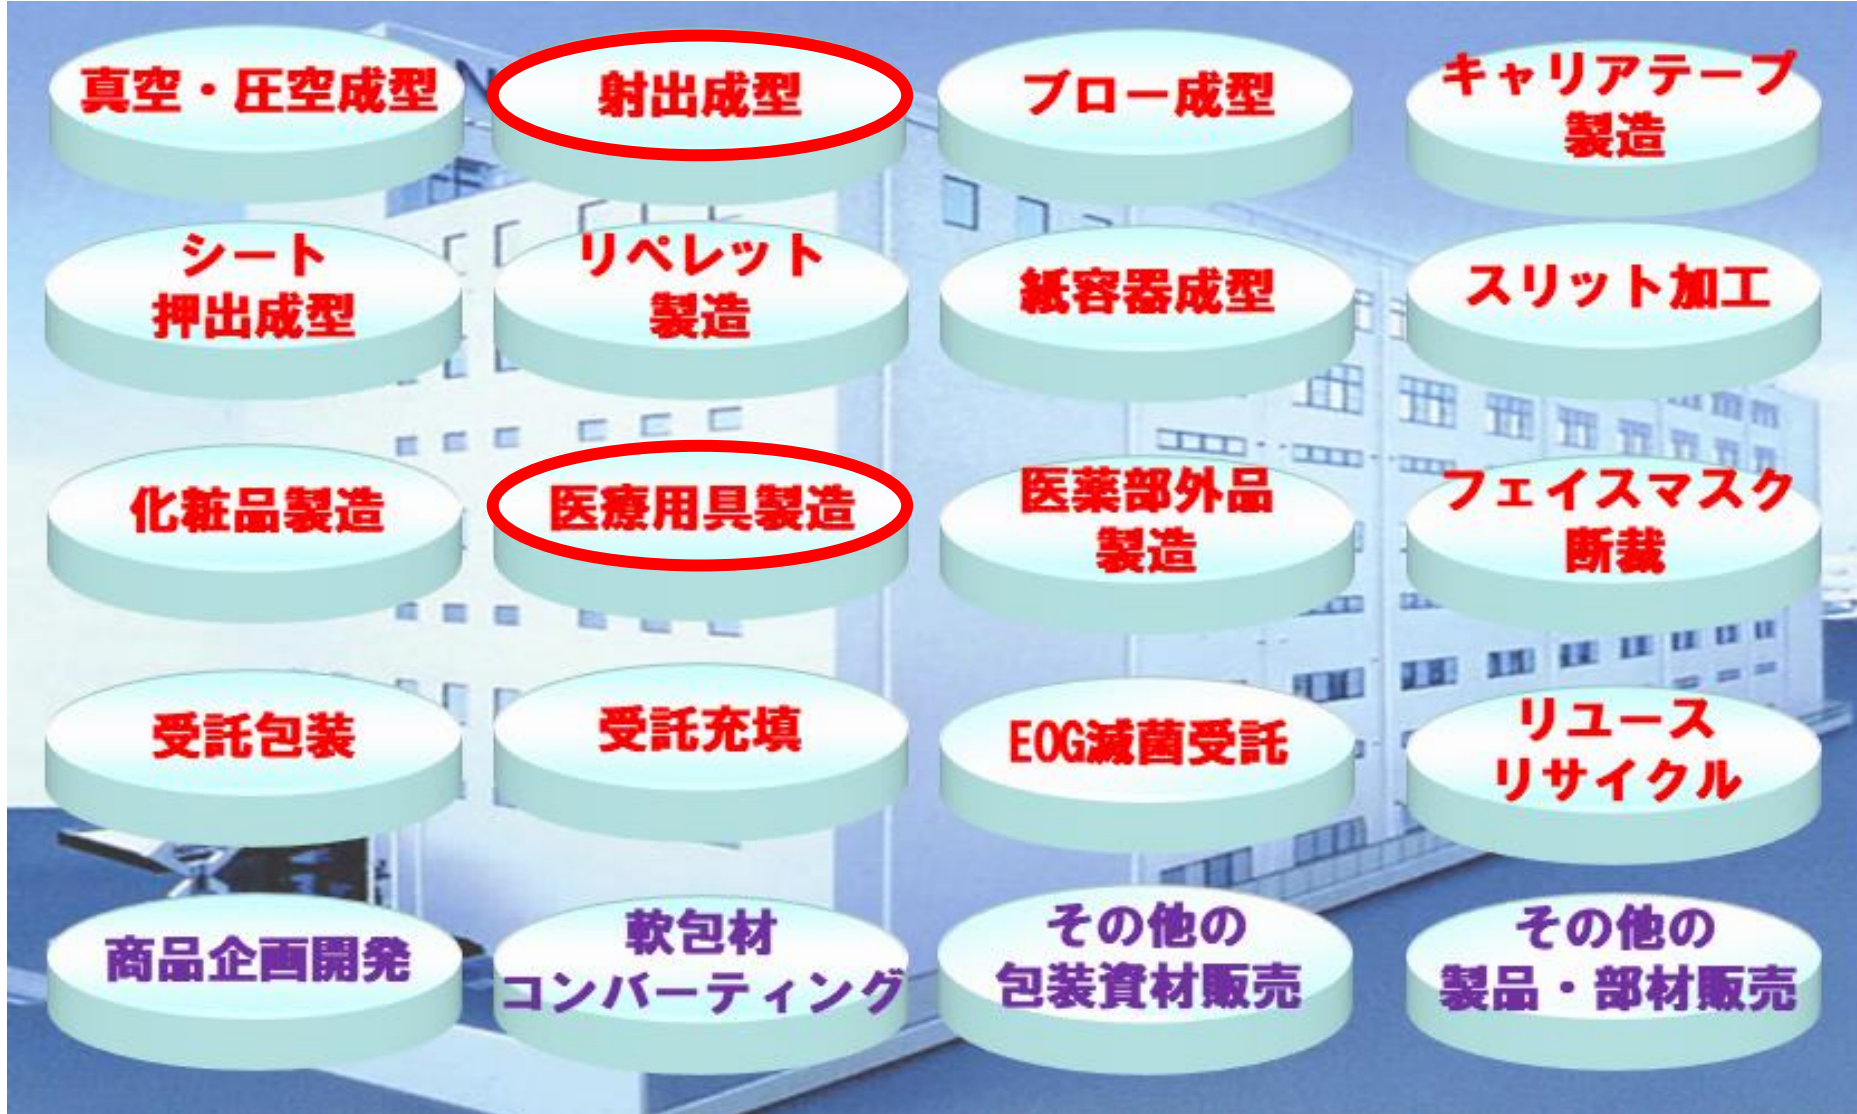 真空・圧空成型
射出成型
ブロー成型
キャリアテープ
製造
シート
押出成型
リペレット
製造
紙容器成型
スリット加工
化粧品製造
医療用具製造
医薬部外品
製造
フェイスマスク
断裁
受託包装
受託充填
EOG滅菌受託
リユース
リサイクル
商品企画開発
軟包材
コンバーティング
その他の
包装資材販売
その他の
製品・部材販売